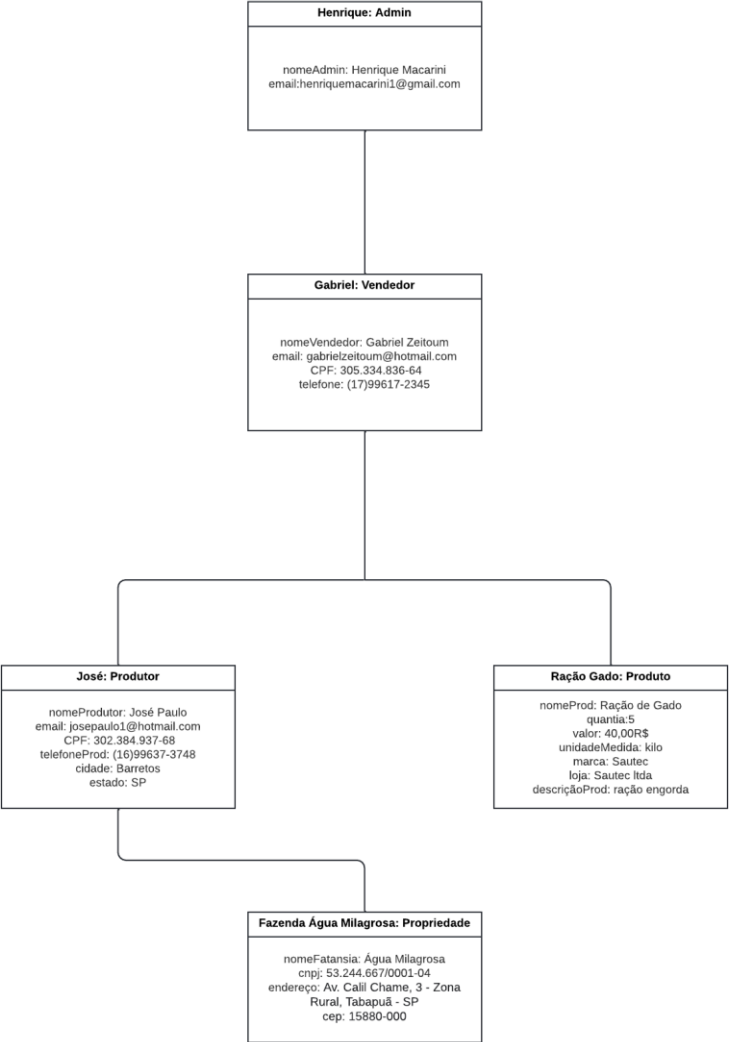 Henrique: Admin
nomeAdmin: Henrique Macarini
email:henriquemacarini1@gmail.com
Gabriel: Vendedor
nomeVendedor: Gabriel Zeitoum
email: gabrielzeitoum@hotmail.com
CPF: 305.334.836-64
telefone: (17)99617-2345
José: Produtor
nomeProdutor: José Paulo
email: josepaulo1@hotmail.com
CPF: 302.384.937-68
telefoneProd: (16)99637-3748
cidade: Barretos
estado: SP
Ração Gado: Produto
nomeProd: Ração de Gado
quantia:5
valor: 40,00R$
unidadeMedida: kilo
marca: Sautec
loja: Sautec ltda
descriçãoProd: ração engorda
Fazenda Água Milagrosa: Propriedade
nomeFatansia: Água Milagrosa
cnpj: 53.244.667/0001-04
endereço: Av. Calil Chame, 3 - Zona
Rural, Tabapuã - SP
cep: 15880-000